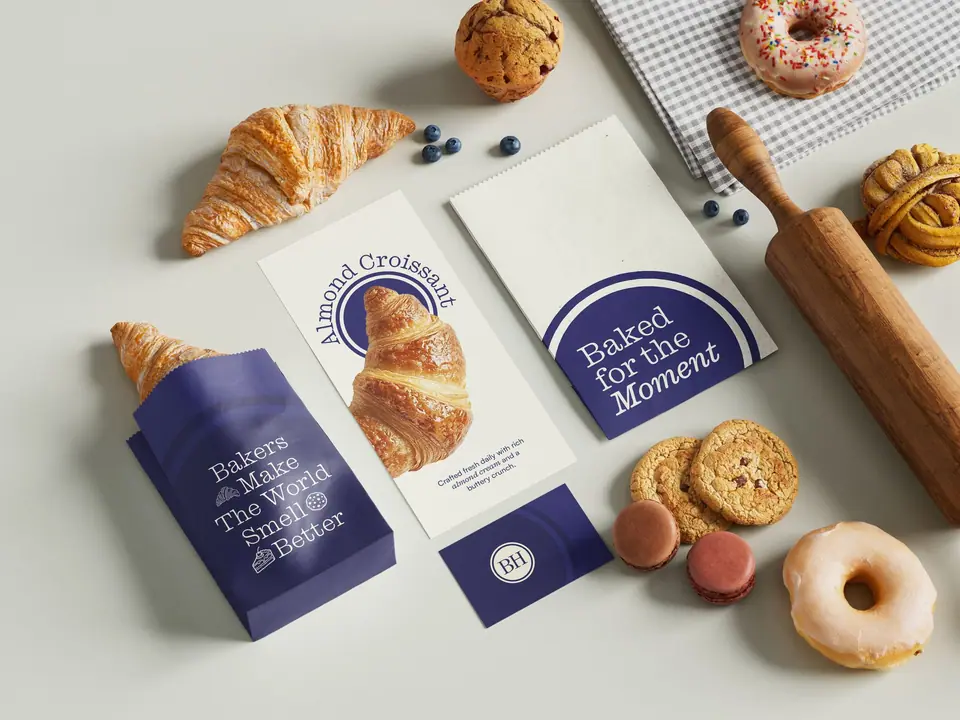 Almond Croissant
Crafted fresh daily with rich
almond cream and a
buttery crunch.
Baked
for the
Moment
Bakers
Make
The World
Smell
Better
BH